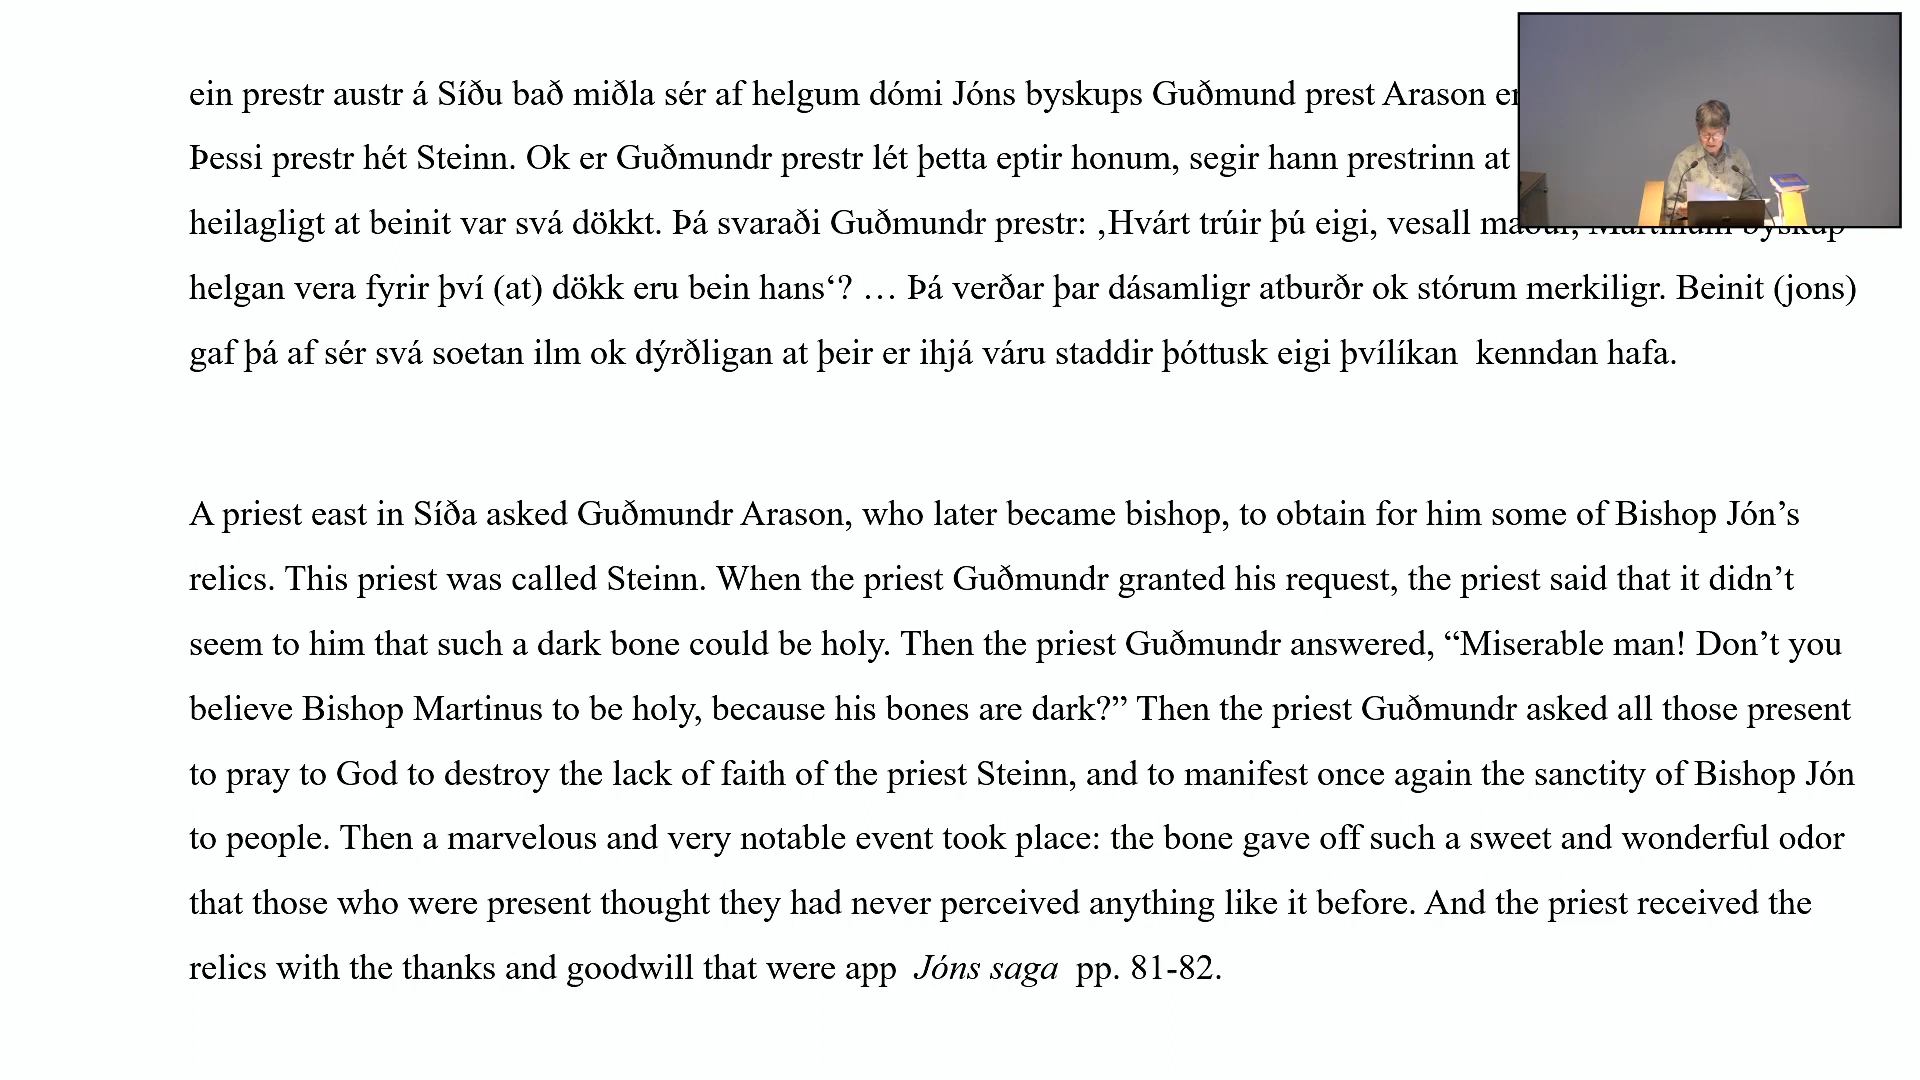 ein prestr austr á Síðu bað miðla sér af helgum dómi Jóns byskups Guðmund prest Arason
Þessi prestr hét Steinn. Ok er Guðmundr prestr lét þetta eptir honum, segir hann prestrinn at
heilagligt at beinit var svá dökkt. Þá svaraði Guðmundr prestr: ‚Hvárt trúir þú eigi, vesall maður, Martinum byskup
helgan vera fyrir því (at) dökk eru bein hans‘? … Þá verðar þar dásamligr atburðr ok stórum merkiligr. Beinit (jons)
gaf þá af sér svá soetan ilm ok dýrðligan at þeir er ihjá váru staddir þóttusk eigi þvílíkan kenndan hafa.
A priest east in Síða asked Guðmundr Arason, who later became bishop, to obtain for him some of Bishop Jón’s
relics. This priest was called Steinn. When the priest Guðmundr granted his request, the priest said that it didn’t
seem to him that such a dark bone could be holy. Then the priest Guðmundr answered, “Miserable man! Don’t you
believe Bishop Martinus to be holy, because his bones are dark?” Then the priest Guðmundr asked all those present
to pray to God to destroy the lack of faith of the priest Steinn, and to manifest once again the sanctity of Bishop Jón
to people. Then a marvelous and very notable event took place: the bone gave off such a sweet and wonderful odor
that those who were present thought they had never perceived anything like it before. And the priest received the
relics with the thanks and goodwill that were app Jóns saga pp. 81-82.